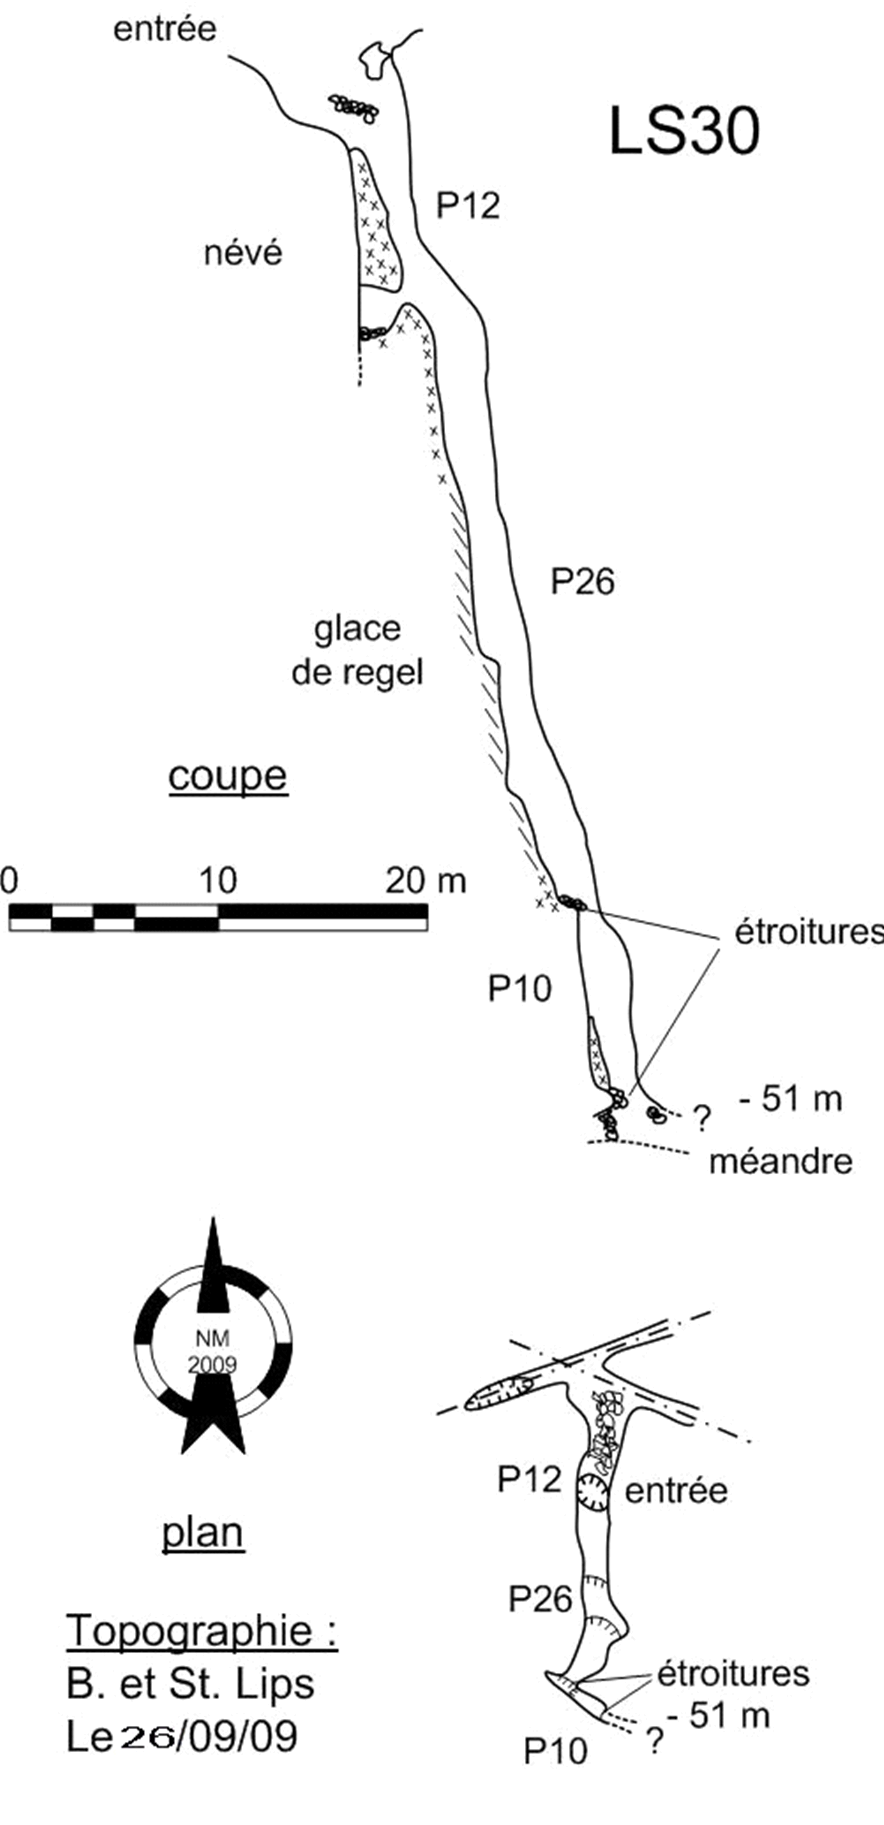 entrée
LS30
P12
névé
P26
glace
de regel
coupe
0 10 20 m
étroitures
P10
- 51 m
?
méandre
NM
2009
P12
entrée
plan
P26
Topographie :
B. et St. Lips
Le 26/09/09
étroitures
- 51 m
?
P10